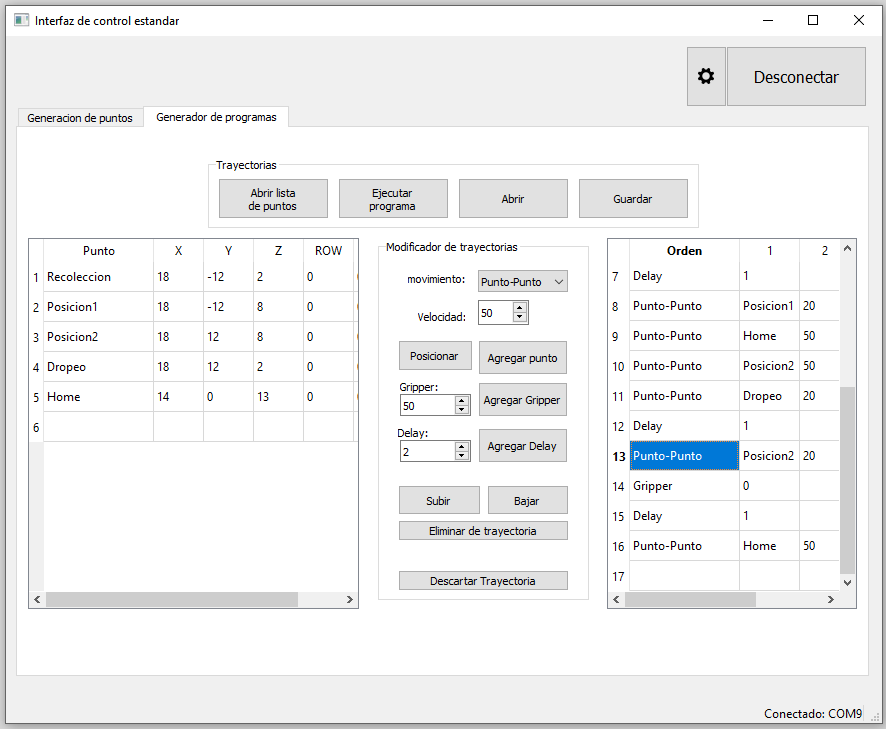 Interfaz de control estandar
Desconectar
Generacion de puntos Generador de programas
Trayectorias
Abrir lista
de puntos
Ejecutar
programa
Abrir
Guardar
Punto X Y Z ROW
1 Recoleccion 18 -12 2 0
2 Posicion1 18 -12 8 0
3 Posicion2 18 12 8 0
4 Dropeo 18 12 2 0
5 Home 14 0 13 0
6
Modificador de trayectorias
movimiento: Punto-Punto
Velocidad: 50
Posicionar Agregar punto
Gripper:
50 Agregar Gripper
Delay:
2 Agregar Delay
Subir Bajar
Eliminar de trayectoria
Descartar Trayectoria
Orden 1 2
7 Delay 1
8 Punto-Punto Posicion1 20
9 Punto-Punto Home 50
10 Punto-Punto Posicion2 50
11 Punto-Punto Dropeo 20
12 Delay 1
13 Punto-Punto Posicion2 20
14 Gripper 0
15 Delay 1
16 Punto-Punto Home 50
17
Conectado: COM9